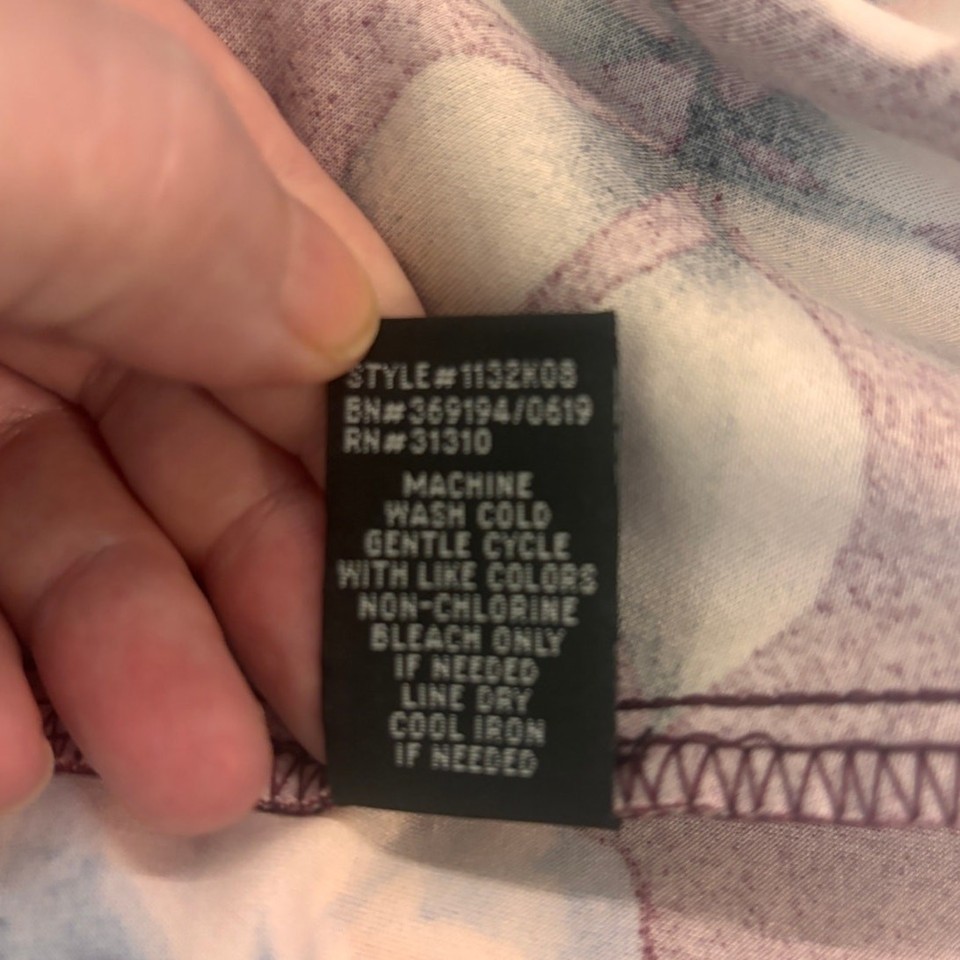 STYLE#1132K08
BN#369194/0619
RN#31310
MACHINE
WASH COLD
GENTLE CYCLE
WITH LIKE COLORS
NON-CHLORINE
BLEACH ONLY
IF NEEDED
LINE DRY
COOL IRON
IF NEEDED